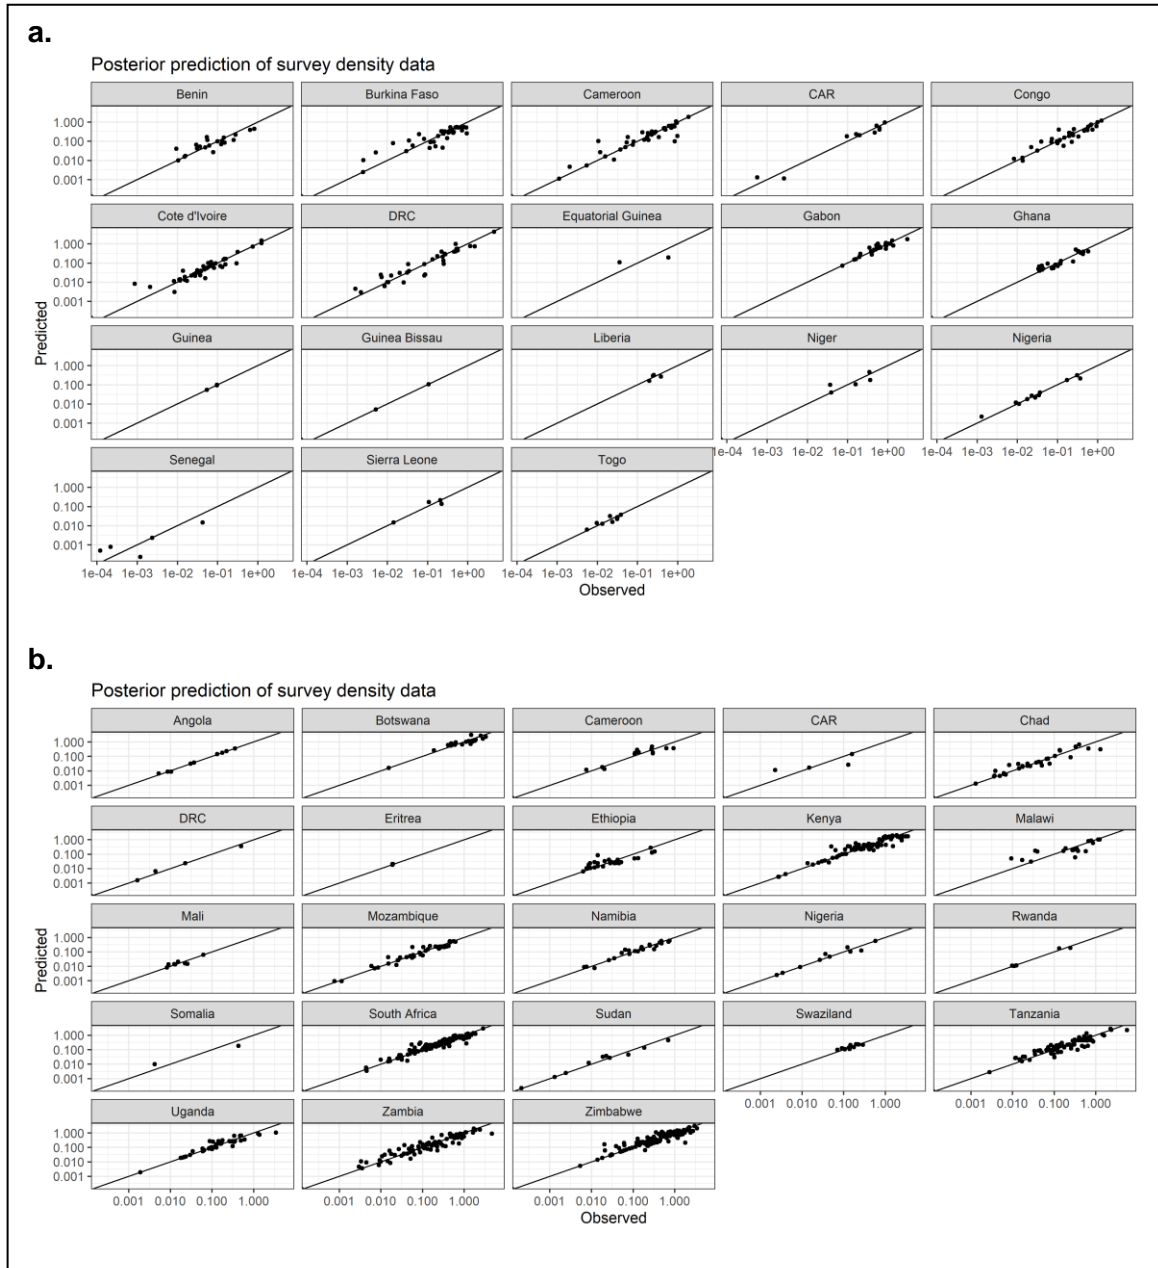 a.
Posterior prediction of survey density data
Benin Burkina Faso Cameroon CAR Congo
1.000
0.100
0.010
0.001
Cote d'Ivoire DRC Equatorial Guinea Gabon Ghana
1.000
0.100
0.010
0.001
Predicted
Guinea Guinea Bissau Liberia Niger Nigeria
1.000
0.100
0.010
0.001
1e-04 1e-03 1e-02 1e-01 1e+00 1e-04 1e-03 1e-02 1e-01 1e+00
Senegal Sierra Leone Togo
1.000
0.100
0.010
0.001
1e-04 1e-03 1e-02 1e-01 1e+00 1e-04 1e-03 1e-02 1e-01 1e+00 1e-04 1e-03 1e-02 1e-01 1e+00
Observed
b.
Posterior prediction of survey density data
Angola Botswana Cameroon CAR Chad
1.000
0.100
0.010
0.001
DRC Eritrea Ethiopia Kenya Malawi
1.000
0.100
0.010
0.001
Predicted
Mali Mozambique Namibia Nigeria Rwanda
1.000
0.100
0.010
0.001
Somalia South Africa Sudan Swaziland Tanzania
1.000
0.100
0.010
0.001
0.001 0.010 0.100 1.000 0.001 0.010 0.100 1.000
Uganda Zambia Zimbabwe
1.000
0.100
0.010
0.001
0.001 0.010 0.100 1.000 0.001 0.010 0.100 1.000 0.001 0.010 0.100 1.000
Observed